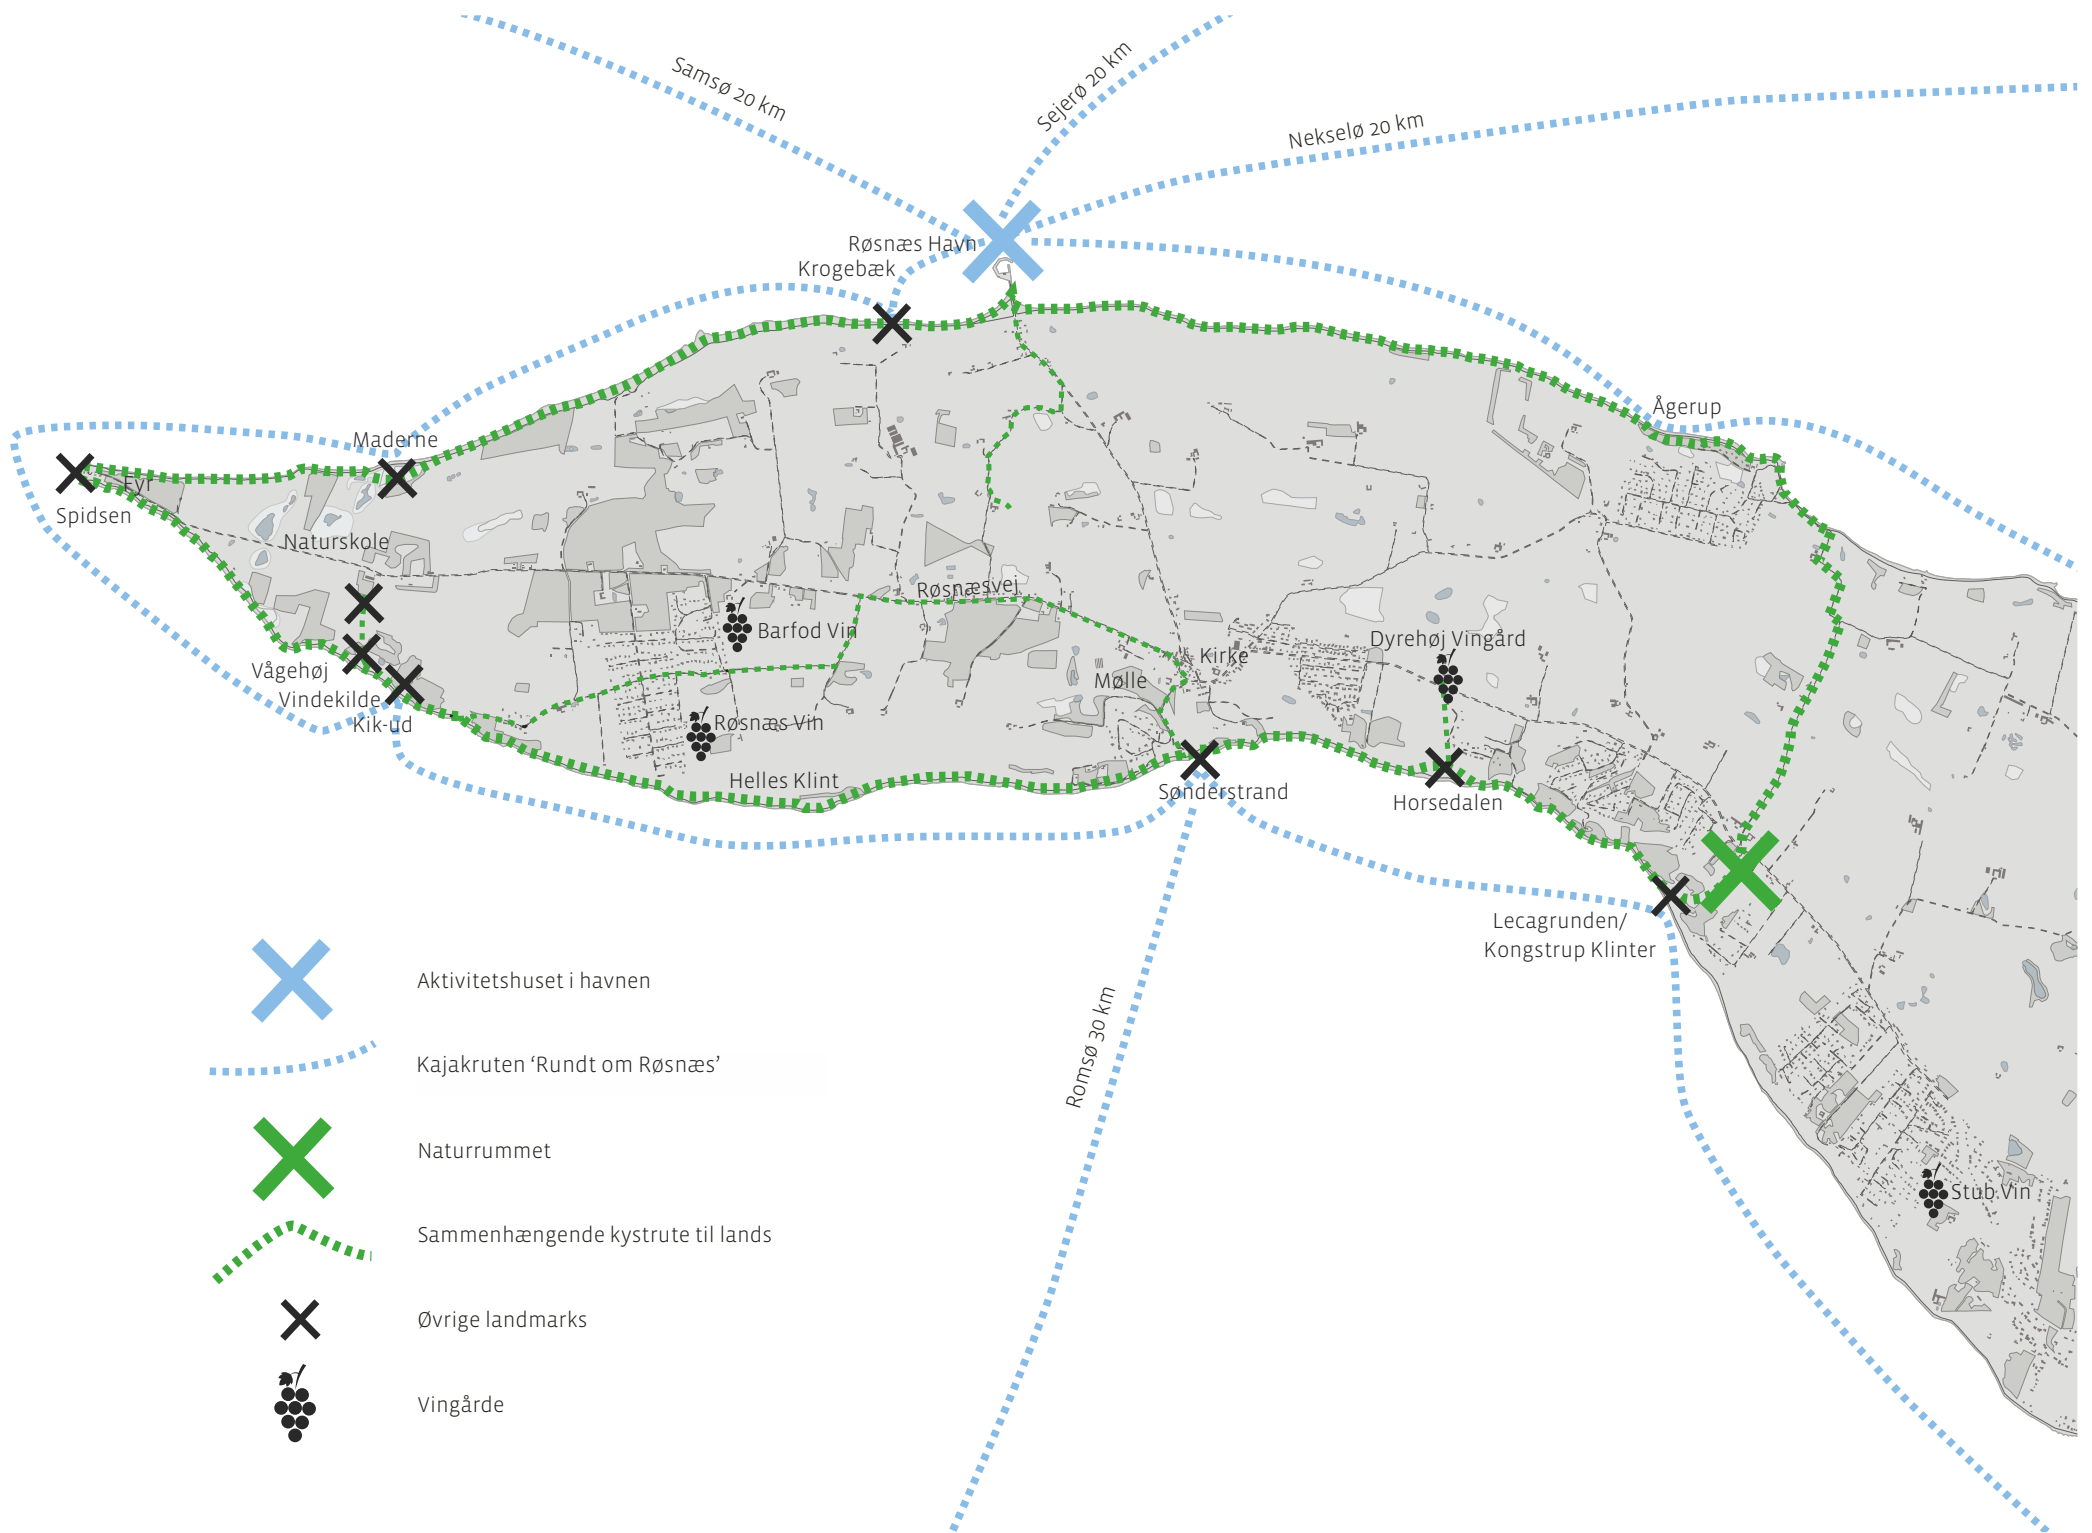 Samsø 20 km
Sejerø 20 km
Nekselø 20 km
Røsnæs Havn
Krogebæk
Ågerup
Maderne
Fyr
Spidsen
Naturskole
Røsnæsvej
Barfod Vin
Dyrehøj Vingård
Kirke
Vågehøj
Mølle
Vindekilde
Kik-ud
Røsnæs Vin
Helles Klint
Sønderstrand
Horsedalen
Lecagrunden/
Kongstrup Klinter
Romsø 30 km
Stub Vin
Aktivitetshuset i havnen
Kajakruten ‘Rundt om Røsnæs’
Naturrummet
Sammenhængende kystrute til lands
Øvrige landmarks
Vingårde